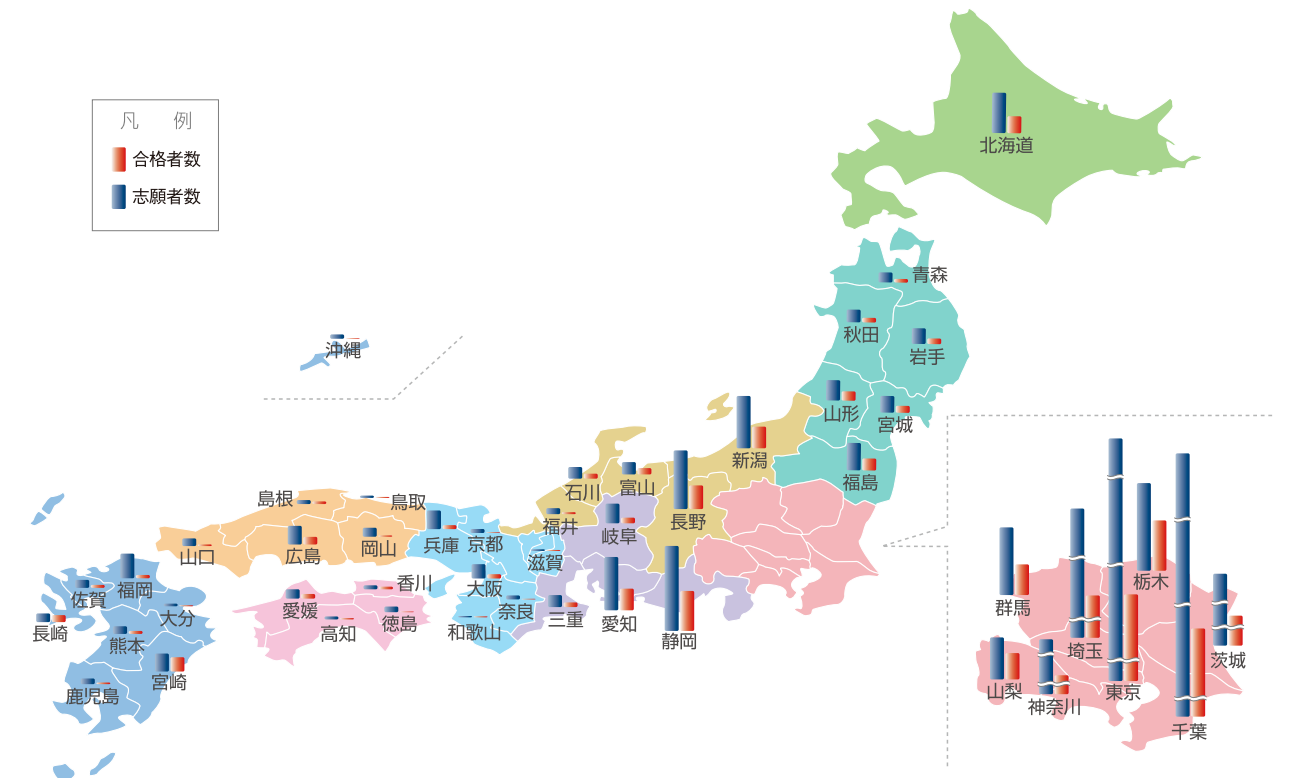 凡 例
合格者数
志願者数
北海道
青森
秋田
岩手
山形
宮城
福島
新潟
沖縄
石川
富山
長野
福井
岐阜
島根
鳥取
山口
広島
岡山
兵庫
京都
滋賀
大阪
奈良
和歌山
三重
愛知
静岡
香川
愛媛
高知
徳島
福岡
佐賀
大分
長崎
熊本
宮崎
鹿児島
群馬
栃木
埼玉
茨城
山梨
神奈川
東京
千葉